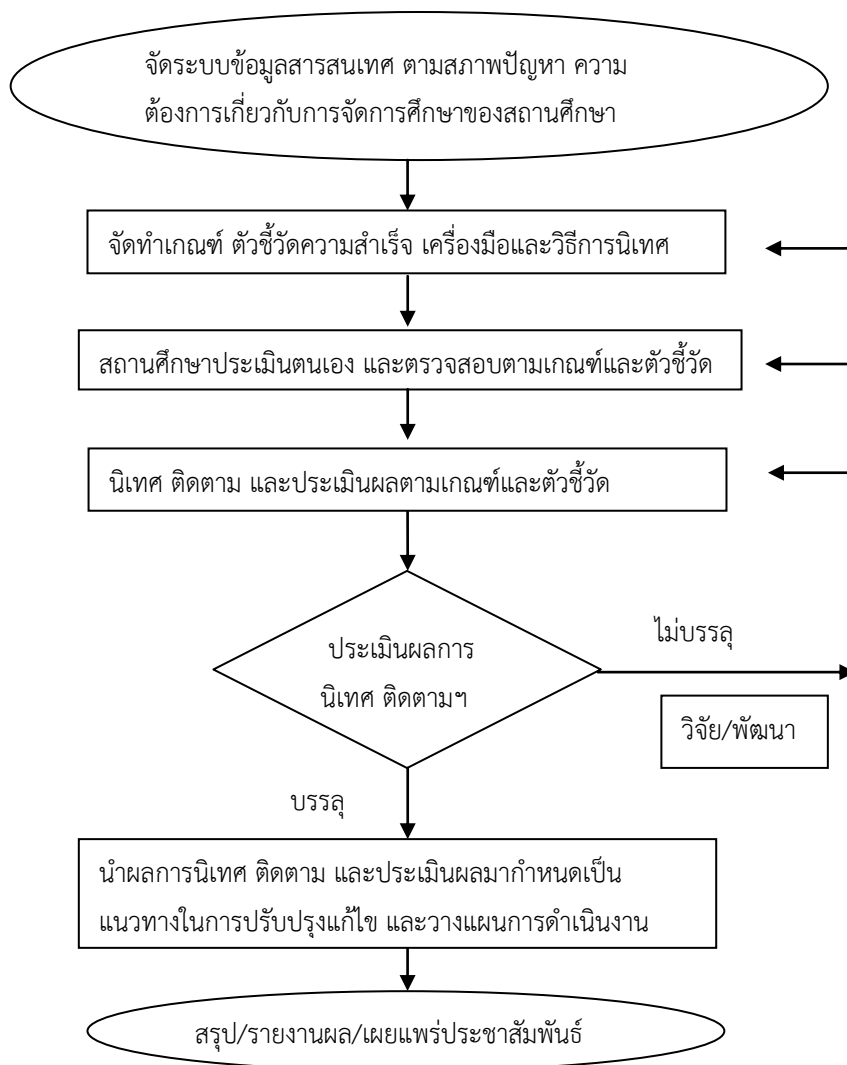 จัดระบบข้อมูลสารสนเทศ ตามสภาพปัญหา ความ
ต้องการเกี่ยวกับการจัดการศึกษาของสถานศึกษา
จัดทำเกณฑ์ ตัวชี้วัดความสำเร็จ เครื่องมือและวิธีการนิเทศ
สถานศึกษาประเมินตนเอง และตรวจสอบตามเกณฑ์และตัวชี้วัด
นิเทศ ติดตาม และประเมินผลตามเกณฑ์และตัวชี้วัด
ประเมินผลการ
นิเทศ ติดตามฯ
ไม่บรรลุ
วิจัย/พัฒนา
บรรลุ
นำผลการนิเทศ ติดตาม และประเมินผลมากำหนดเป็น
แนวทางในการปรับปรุงแก้ไข และวางแผนการดำเนินงาน
สรุป/รายงานผล/เผยแพร่ประชาสัมพันธ์